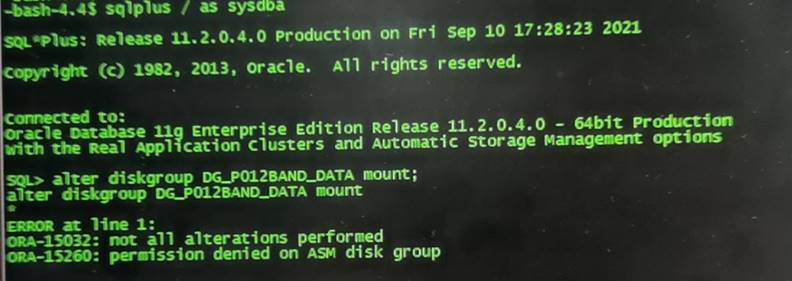 -bash-4.4$ sqlplus / as sysdba
SQL*Plus: Release 11.2.0.4.0 Production on Fri Sep 10 17:28:23 2021
Copyright (c) 1982, 2013, Oracle.  All rights reserved.
Connected to:
Oracle Database 11g Enterprise Edition Release 11.2.0.4.0 - 64bit Production
With the Real Application Clusters and Automatic Storage Management options
SQL> alter diskgroup DG_P012BAND_DATA mount;
alter diskgroup DG_P012BAND_DATA mount
*
ERROR at line 1:
ORA-15032: not all alterations performed
ORA-15260: permission denied on ASM disk group